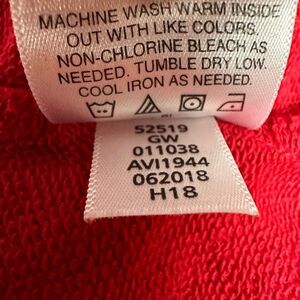 MACHINE WASH WARM INSIDE
OUT WITH LIKE COLORS.
NON-CHLORINE BLEACH AS
NEEDED. TUMBLE DRY LOW.
COOL IRON AS NEEDED.
52519
GW
011038
AVI1944
062018
H18